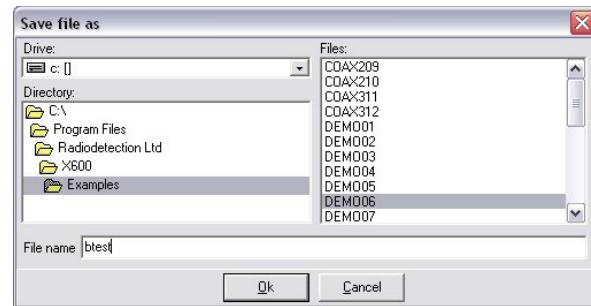 Save file as
Drive:
c: []
Directory:
C:\
Program Files
Radiodetection Ltd
X600
Examples
Files:
COAX209
COAX210
COAX311
COAX312
DEMO01
DEMO02
DEMO03
DEMO04
DEMO05
DEMO06
DEMO07
File name btest
Ok
Cancel